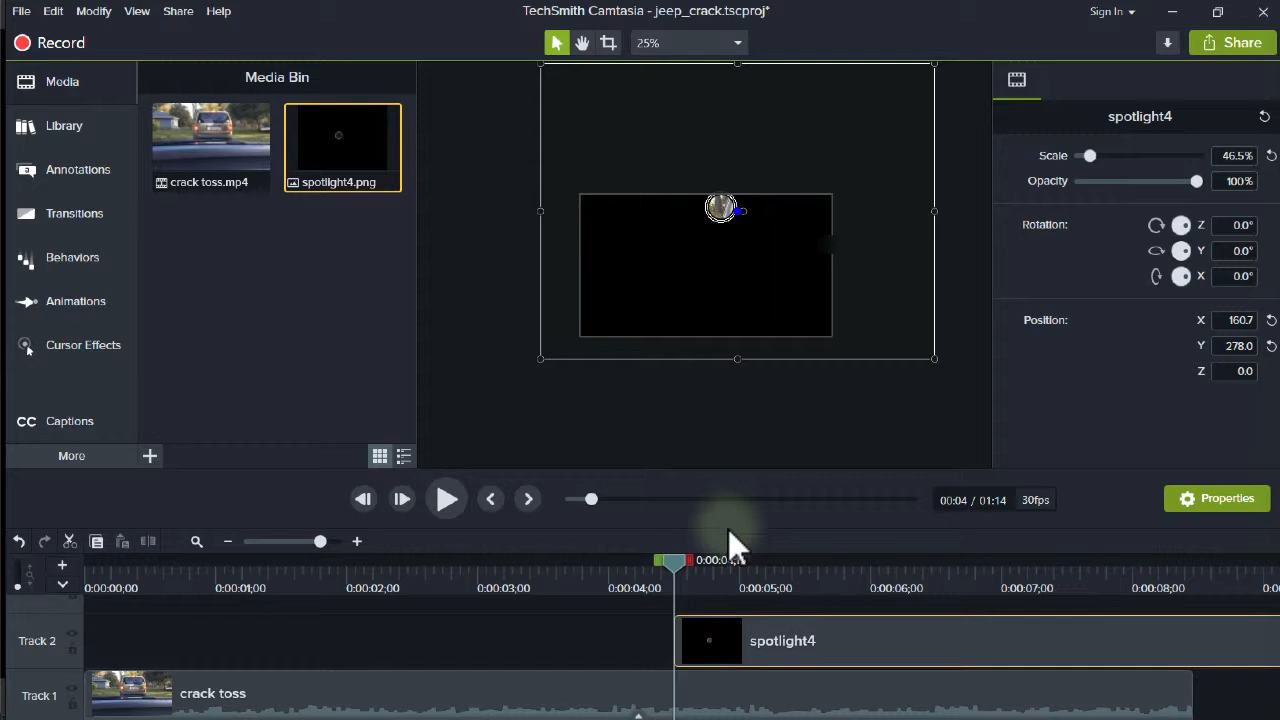 File Edit Modify View Share Help
TechSmith Camtasia - jeep_crack.tscproj*
Sign In
Record
25%
Share
Media
Library
Annotations
Transitions
Behaviors
Animations
Cursor Effects
CC Captions
More
Media Bin
crack toss.mp4
spotlight4.png
spotlight4
Scale 46.5%
Opacity 100%
Rotation: Z 0.0°
Y 0.0°
X 0.0°
Position: X 160.7
Y 278.0
Z 0.0
00:04 / 01:14 30fps
Properties
0:00:00;00 0:00:01;00 0:00:02;00 0:00:03;00 0:00:04;00 0:00:05;00 0:00:06;00 0:00:07;00 0:00:08;00
Track 2
spotlight4
Track 1
crack toss